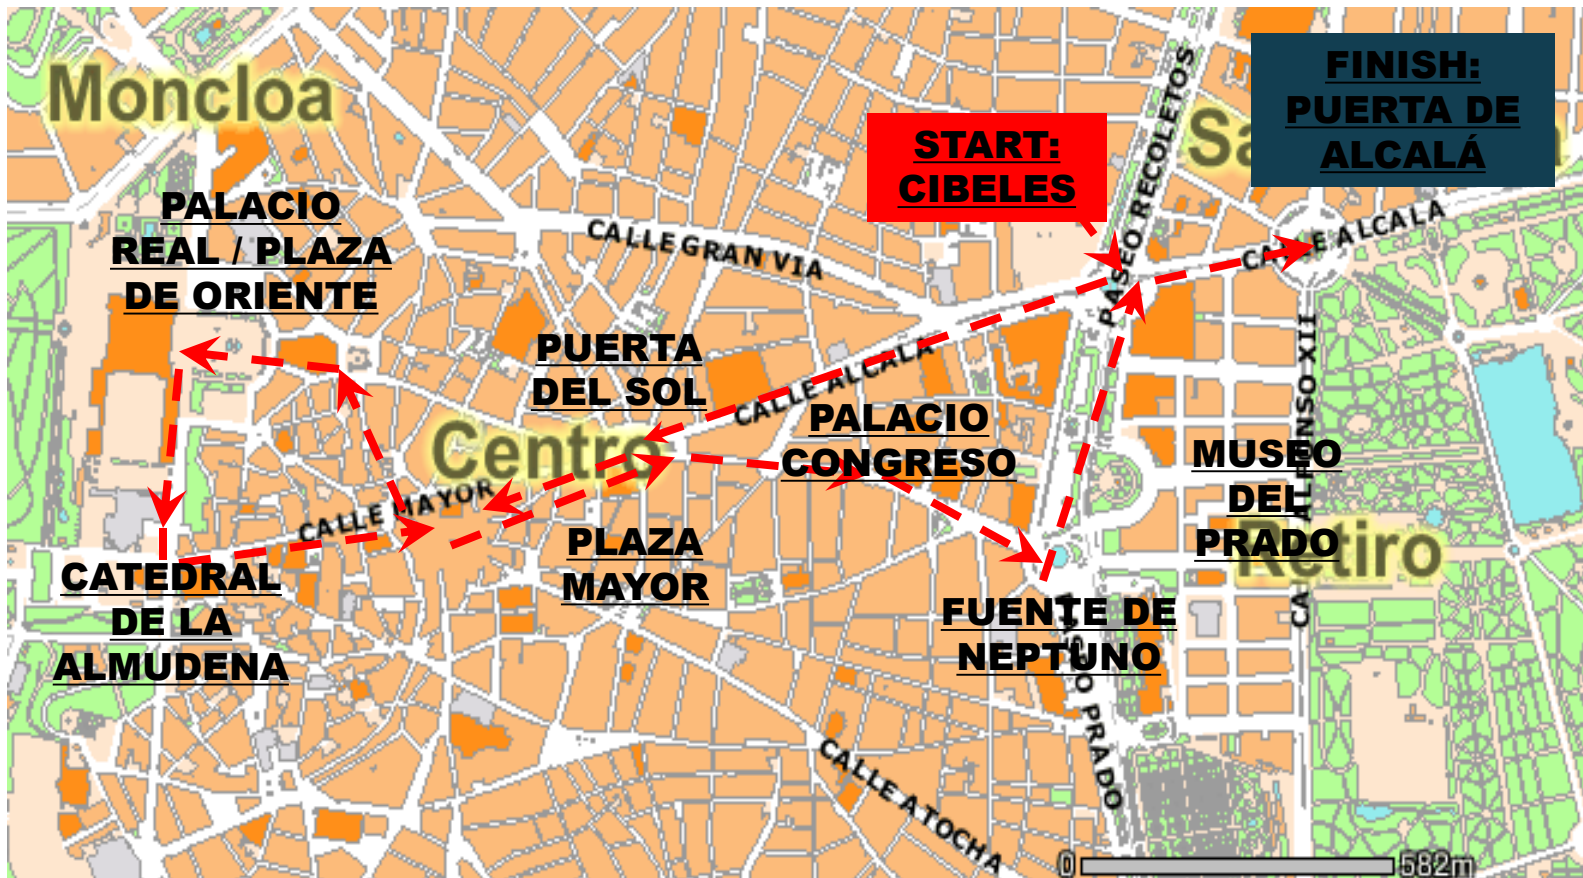 Moncloa
FINISH:
PUERTA DE
ALCALÁ
START:
CIBELES
PASEO RECOLETOS
PALACIO
REAL / PLAZA
DE ORIENTE
CALLE GRAN VIA
CALLE ALCALA
PUERTA
DEL SOL
CALLE ALCALA
PALACIO
CONGRESO
Centro
CALLE MAYOR
MUSEO
DEL
PRADO
Retiro
PLAZA
MAYOR
CATEDRAL
DE LA
ALMUDENA
FUENTE DE
NEPTUNO
PASEO PRADO
CALLE ATOCHA
0 582m